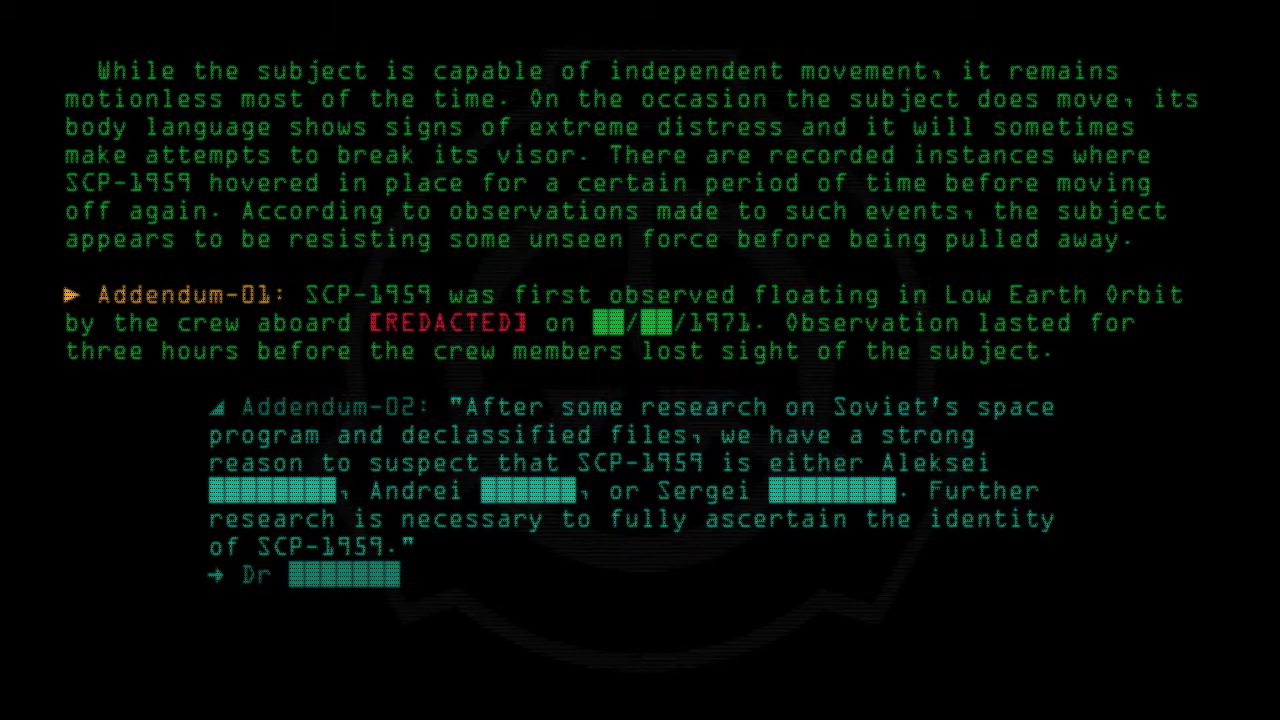 While the subject is capable of independent movement, it remains
motionless most of the time. On the occasion the subject does move, its
body language shows signs of extreme distress and it will sometimes
make attempts to break its visor. There are recorded instances where
SCP-1959 hovered in place for a certain period of time before moving
off again. According to observations made to such events, the subject
appears to be resisting some unseen force before being pulled away.
► Addendum-01: SCP-1959 was first observed floating in Low Earth Orbit
by the crew aboard [REDACTED] on ██/██/1971. Observation lasted for
three hours before the crew members lost sight of the subject.
◢ Addendum-02: "After some research on Soviet's space
program and declassified files, we have a strong
reason to suspect that SCP-1959 is either Aleksei
████████, Andrei ██████, or Sergei ████████. Further
research is necessary to fully ascertain the identity
of SCP-1959."
→ Dr ███████